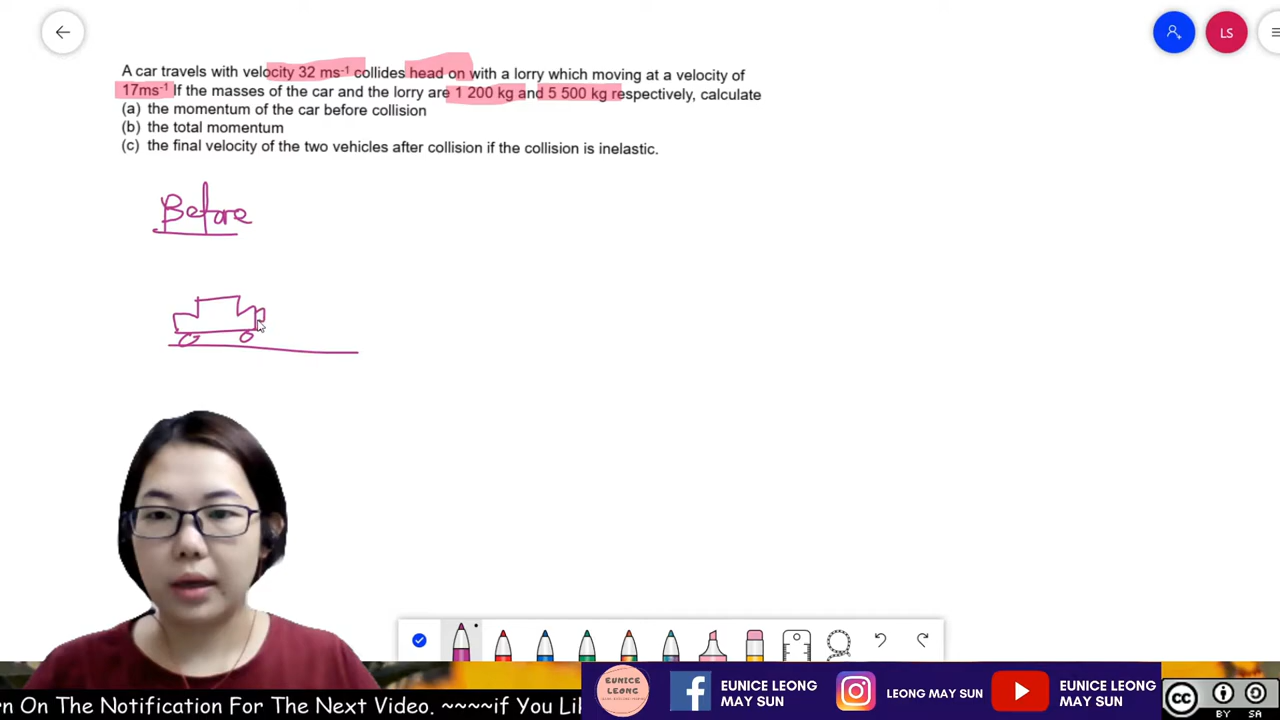 LS
A car travels with velocity 32 ms⁻¹ collides head on with a lorry which moving at a velocity of
17ms⁻¹ If the masses of the car and the lorry are 1 200 kg and 5 500 kg respectively, calculate
(a) the momentum of the car before collision
(b) the total momentum
(c) the final velocity of the two vehicles after collision if the collision is inelastic.
Before
n On The Notification For The Next Video. ~~~~if You Li
EUNICE
LEONG
EUNICE LEONG
MAY SUN
LEONG MAY SUN
EUNICE LEONG
MAY SUN
cc
BY SA